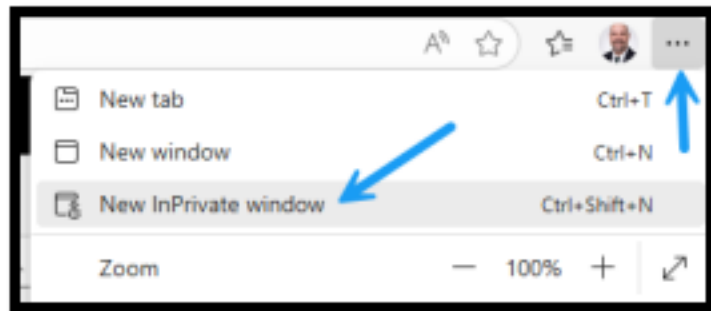 A
New tab Ctrl+T
New window Ctrl+N
New InPrivate window Ctrl+Shift+N
Zoom — 100% +